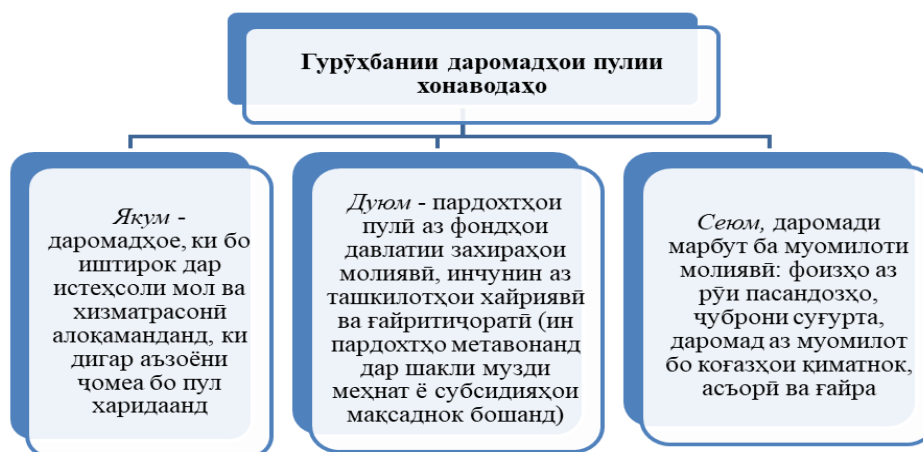 Гурӯҳбании даромадҳои пулии
хонаводаҳо
Якум -
даромадҳое, ки бо
иштирок дар
истеҳсоли мол ва
хизматрасонӣ
алоқаманданд, ки
дигар аъзоёни
ҷомеа бо пул
харидаанд
Дуюм - пардохтҳои
пулӣ аз фондҳои
давлатии захираҳои
молиявӣ, инчунин аз
ташкилотҳои хайриявӣ
ва ғайритиҷоратӣ (ин
пардохтҳо метавонанд
дар шакли музди
меҳнат ё субсидияҳои
мақсаднок бошанд)
Сеюм, даромади
марбут ба муомилоти
молиявӣ: фоизҳо аз
рӯи пасандозҳо,
ҷуброни суғурта,
даромад аз муомилот
бо коғазҳои қиматнок,
асъорӣ ва ғайра